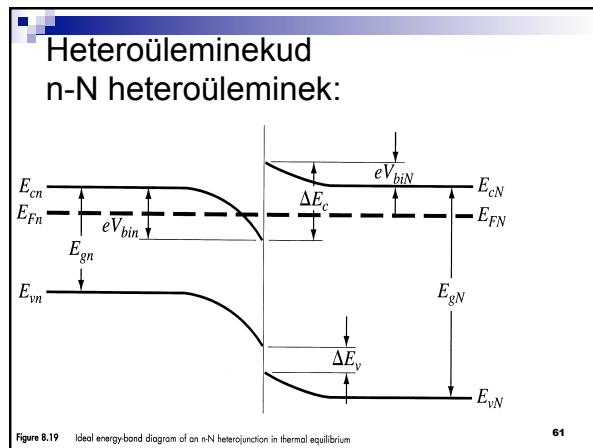 Heteroüleminekud
n-N heteroüleminek:
eV_biN
E_cn
E_cN
ΔE_c
E_Fn
eV_bin
E_FN
E_gn
E_gN
E_vn
ΔE_v
E_vN
Figure 8.19 Ideal energy-band diagram of an n-N heterojunction in thermal equilibrium
61